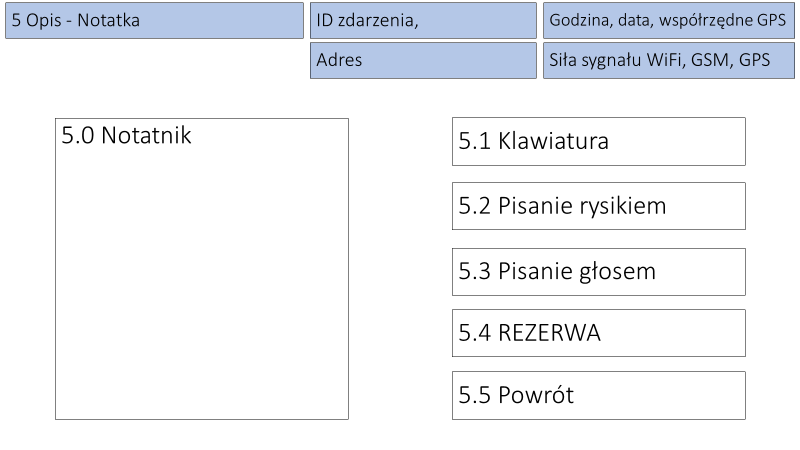 5 Opis - Notatka
ID zdarzenia,
Godzina, data, współrzędne GPS
Adres
Siła sygnału WiFi, GSM, GPS
5.0 Notatnik
5.1 Klawiatura
5.2 Pisanie rysikiem
5.3 Pisanie głosem
5.4 REZERWA
5.5 Powrót